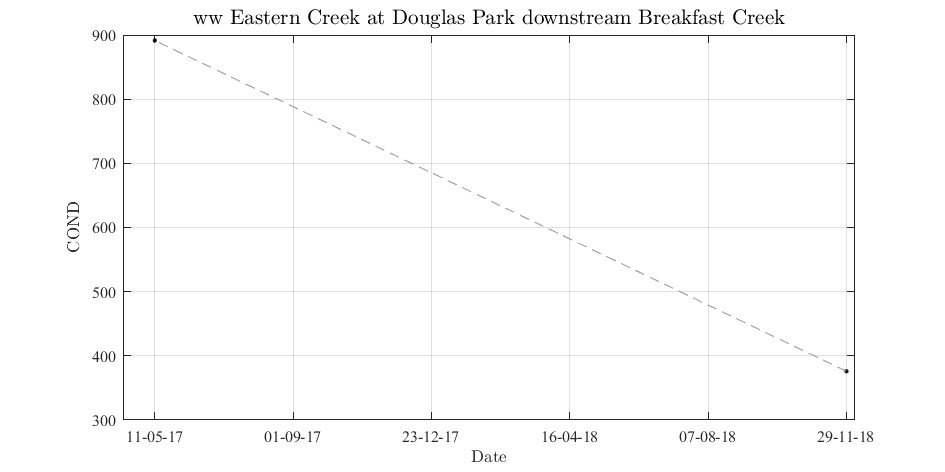 ww Eastern Creek at Douglas Park downstream Breakfast Creek
900
800
700
600
500
400
300
COND
11-05-17 01-09-17 23-12-17 16-04-18 07-08-18 29-11-18
Date